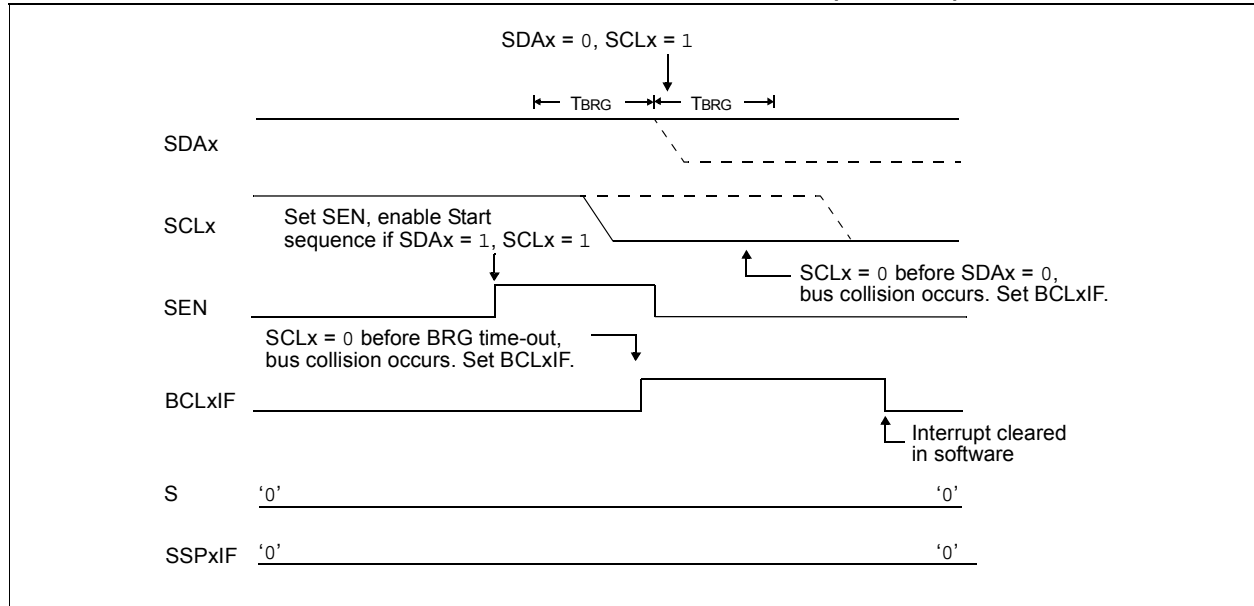 SDAx = 0, SCLx = 1
TBRG TBRG
SDAx
SCLx
Set SEN, enable Start
sequence if SDAx = 1, SCLx = 1
SCLx = 0 before SDAx = 0,
bus collision occurs. Set BCLxIF.
SEN
SCLx = 0 before BRG time-out,
bus collision occurs. Set BCLxIF.
BCLxIF
Interrupt cleared
in software
S ‘0’ ‘0’
SSPxIF ‘0’ ‘0’